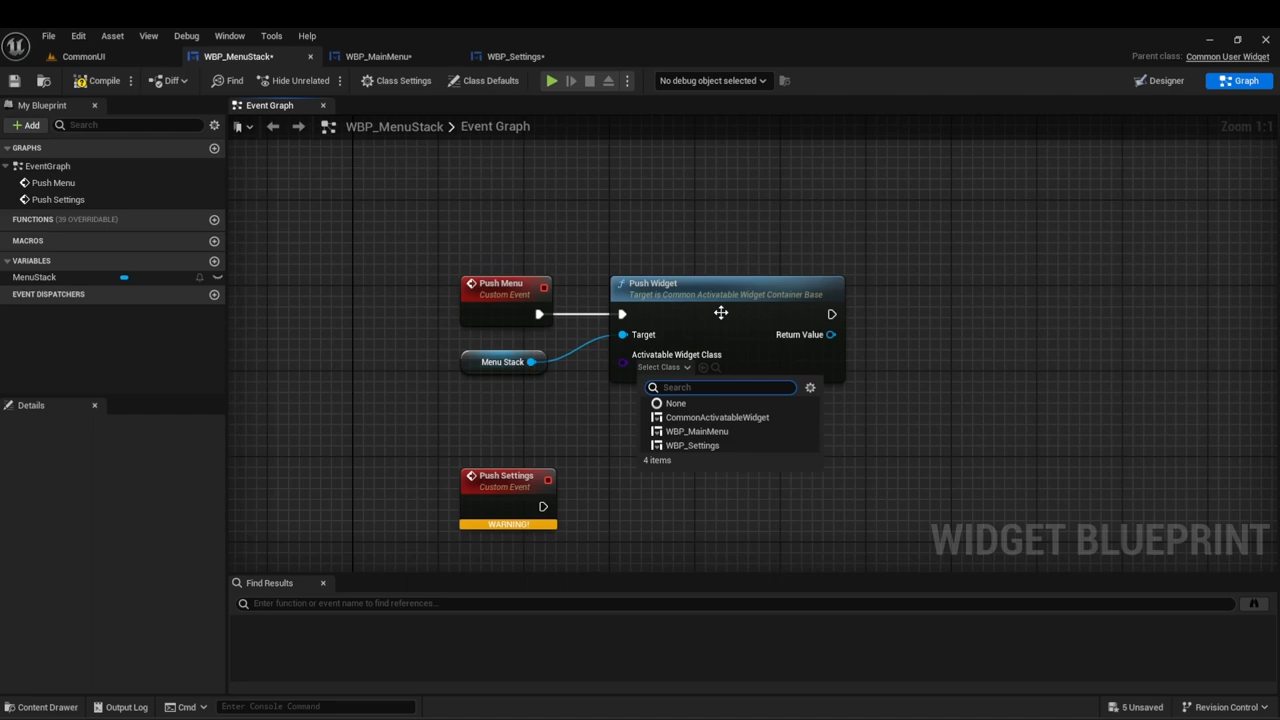 File Edit Asset View Debug Window Tools Help
CommonUI WBP_MenuStack* WBP_MainMenu* WBP_Settings* Parent class: Common User Widget
Compile Diff Find Hide Unrelated Class Settings Class Defaults No debug object selected Designer Graph
My Blueprint Event Graph
Add Search WBP_MenuStack > Event Graph Zoom 1:1
GRAPHS
EventGraph
Push Menu
Push Settings
FUNCTIONS (39 OVERRIDABLE)
MACROS
VARIABLES
MenuStack
EVENT DISPATCHERS
Details
Push Menu
Custom Event
Menu Stack
Push Widget
Target is Common Activatable Widget Container Base
Target Return Value
Activatable Widget Class
Select Class
Search
None
CommonActivatableWidget
WBP_MainMenu
WBP_Settings
4 items
Push Settings
Custom Event
WARNING!
WIDGET BLUEPRINT
Find Results
Enter function or event name to find references...
Content Drawer Output Log Cmd Enter Console Command 5 Unsaved Revision Control